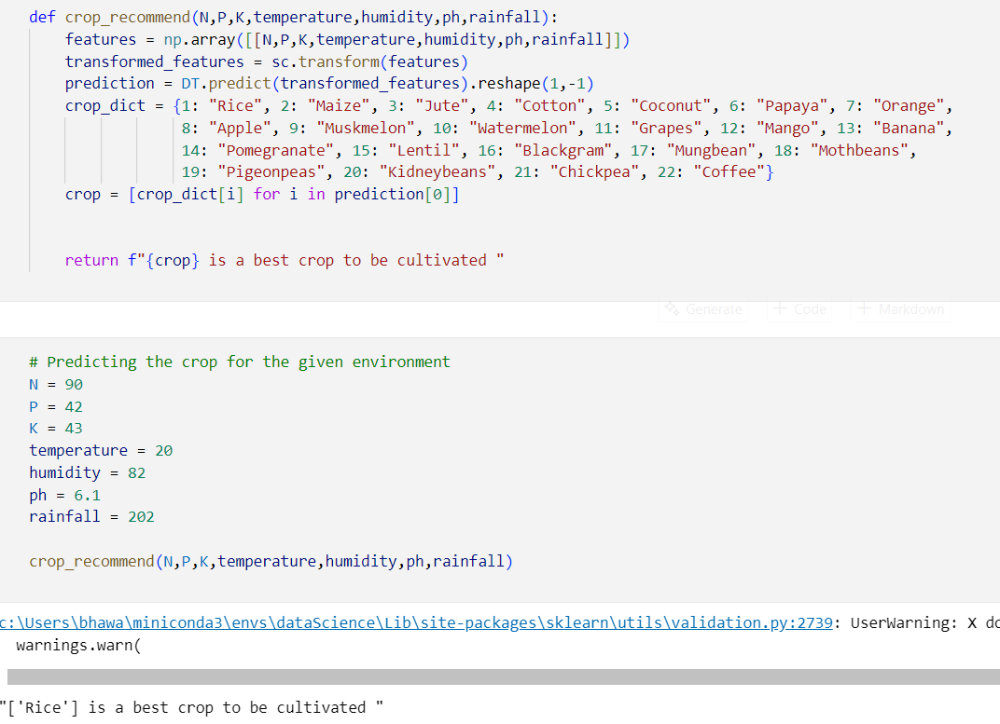 def crop_recommend(N,P,K,temperature,humidity,ph,rainfall):
    features = np.array([[N,P,K,temperature,humidity,ph,rainfall]])
    transformed_features = sc.transform(features)
    prediction = DT.predict(transformed_features).reshape(1,-1)
    crop_dict = {1: "Rice", 2: "Maize", 3: "Jute", 4: "Cotton", 5: "Coconut", 6: "Papaya", 7: "Orange",
                 8: "Apple", 9: "Muskmelon", 10: "Watermelon", 11: "Grapes", 12: "Mango", 13: "Banana",
                 14: "Pomegranate", 15: "Lentil", 16: "Blackgram", 17: "Mungbean", 18: "Mothbeans",
                 19: "Pigeonpeas", 20: "Kidneybeans", 21: "Chickpea", 22: "Coffee"}
    crop = [crop_dict[i] for i in prediction[0]]
    return f"{crop} is a best crop to be cultivated "
Generate + Code + Markdown
# Predicting the crop for the given environment
N = 90
P = 42
K = 43
temperature = 20
humidity = 82
ph = 6.1
rainfall = 202
crop_recommend(N,P,K,temperature,humidity,ph,rainfall)
c:\Users\bhawa\miniconda3\envs\dataScience\Lib\site-packages\sklearn\utils\validation.py:2739: UserWarning: X do
  warnings.warn(
"['Rice'] is a best crop to be cultivated "